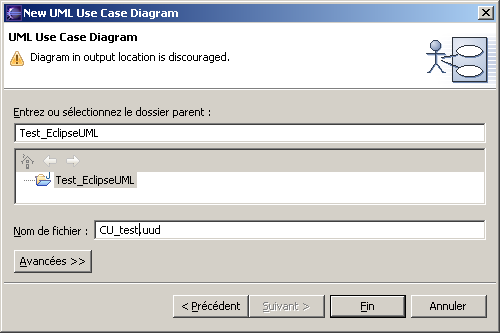 New UML Use Case Diagram
UML Use Case Diagram
Diagram in output location is discouraged.
Entrez ou sélectionnez le dossier parent :
Test_EclipseUML
Test_EclipseUML
Nom de fichier : CU_test.uud
Avancées >>
< Précédent Suivant > Fin Annuler